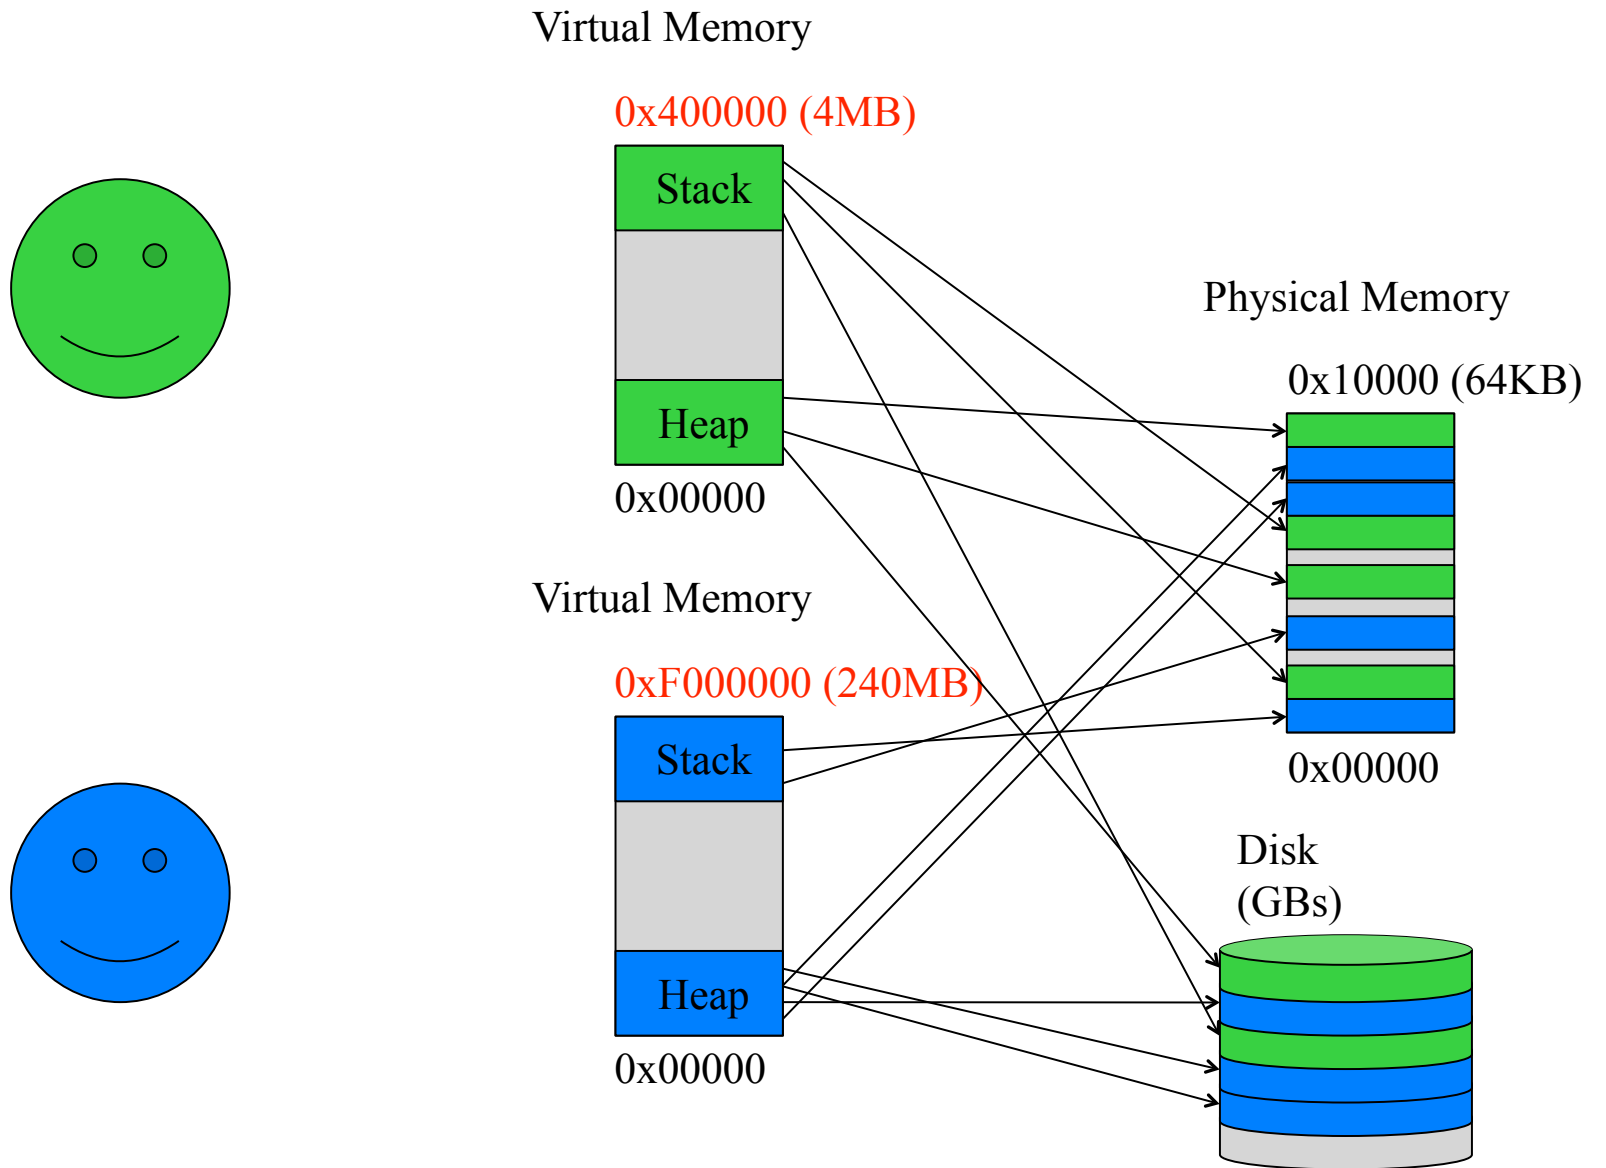 Virtual Memory
0x400000 (4MB)
Stack
Heap
0x00000
Virtual Memory
0xF000000 (240MB)
Stack
Heap
0x00000
Physical Memory
0x10000 (64KB)
0x00000
Disk
(GBs)